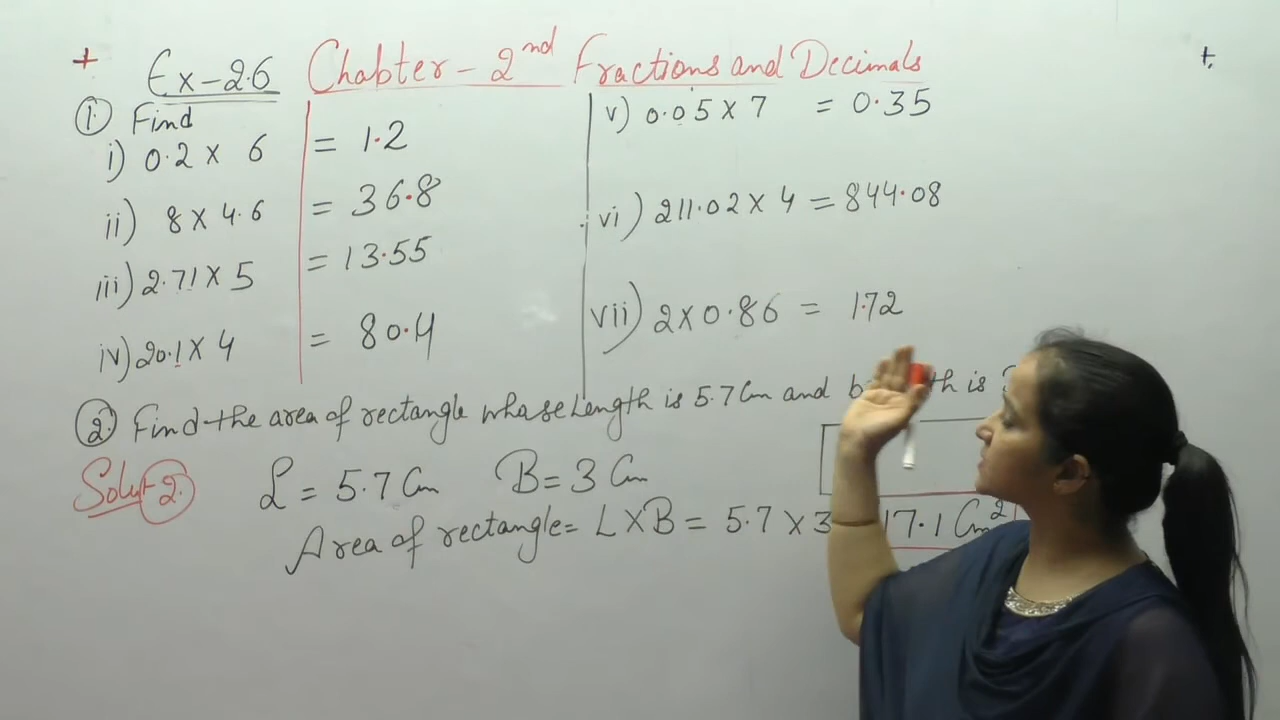 Ex-2.6 Chabter-2nd Fractions and Decimals
① Find
i) 0.2 X 6 = 1.2
ii) 8 X 4.6 = 36.8
iii) 2.71 X 5 = 13.55
iv) 20.1 X 4 = 80.4
v) 0.05 X 7 = 0.35
vi) 211.02 X 4 = 844.08
vii) 2 X 0.86 = 1.72
② Find the area of rectangle whose Length is 5.7 Cm and is
Solut 2. L = 5.7 Cm B = 3 Cm
Area of rectangle = L X B = 5.7 X 3 17.1 Cm²